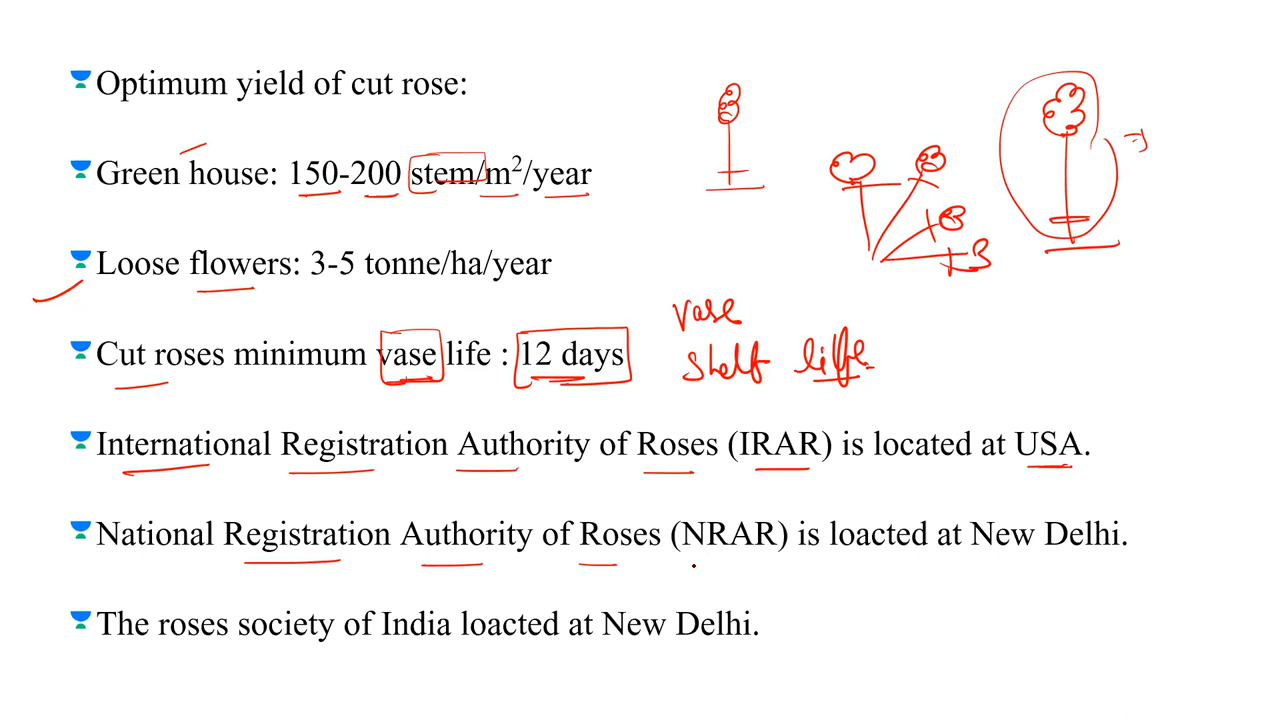 Optimum yield of cut rose:
Green house: 150-200 stem/m²/year
Loose flowers: 3-5 tonne/ha/year
Cut roses minimum vase life : 12 days
vase
shelf life
International Registration Authority of Roses (IRAR) is located at USA.
National Registration Authority of Roses (NRAR) is loacted at New Delhi.
The roses society of India loacted at New Delhi.